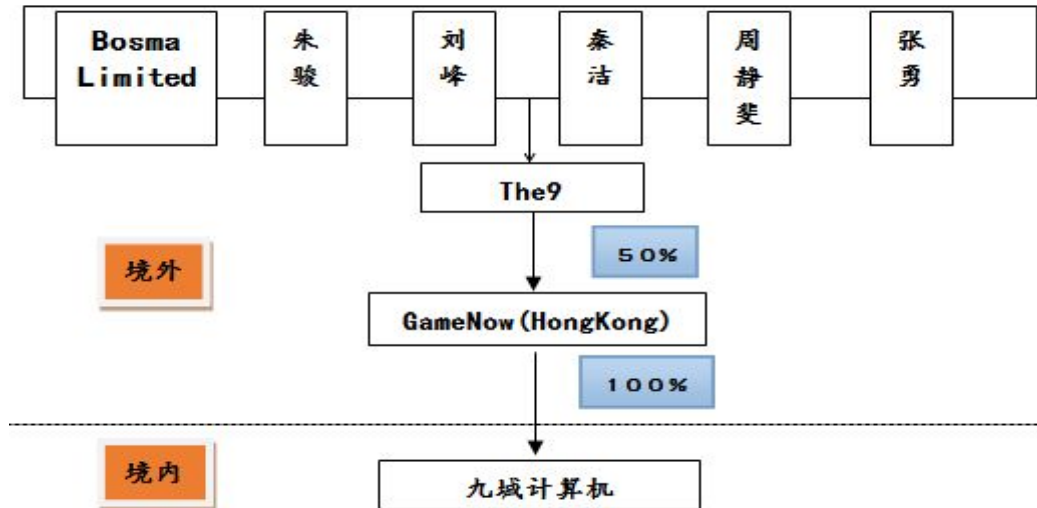 Bosma
Limited
朱
骏
刘
峰
秦
洁
周
静
斐
张
勇
The9
50%
境外
GameNow(HongKong)
100%
境内
九城计算机